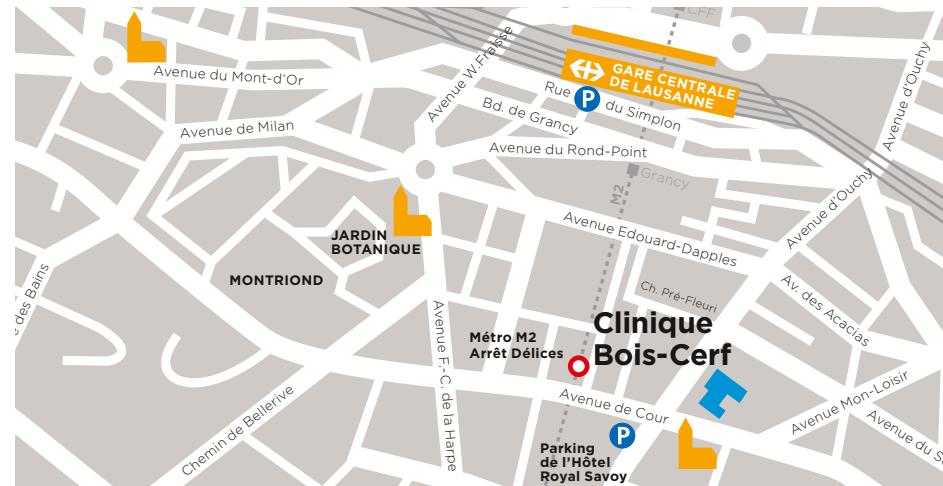 CFF
Avenue W.Fraisse
GARE CENTRALE
DE LAUSANNE
Avenue d'Ouchy
Avenue du Mont-d'Or
Rue
P
du Simplon
Bd. de Grancy
Avenue de Milan
Avenue du Rond-Point
Grancy
M2
Avenue d'Ouchy
Avenue Edouard-Dapples
JARDIN
BOTANIQUE
MONTRIOND
des Bains
Ch. Pré-Fleuri
Av. des Acacias
Avenue F.-C. de la Harpe
Métro M2
Arrêt Délices
Clinique
Bois-Cerf
Avenue de Cour
Avenue Mon-Loisir
Chemin de Bellerive
P
Avenue du
Parking
de l'Hôtel
Royal Savoy